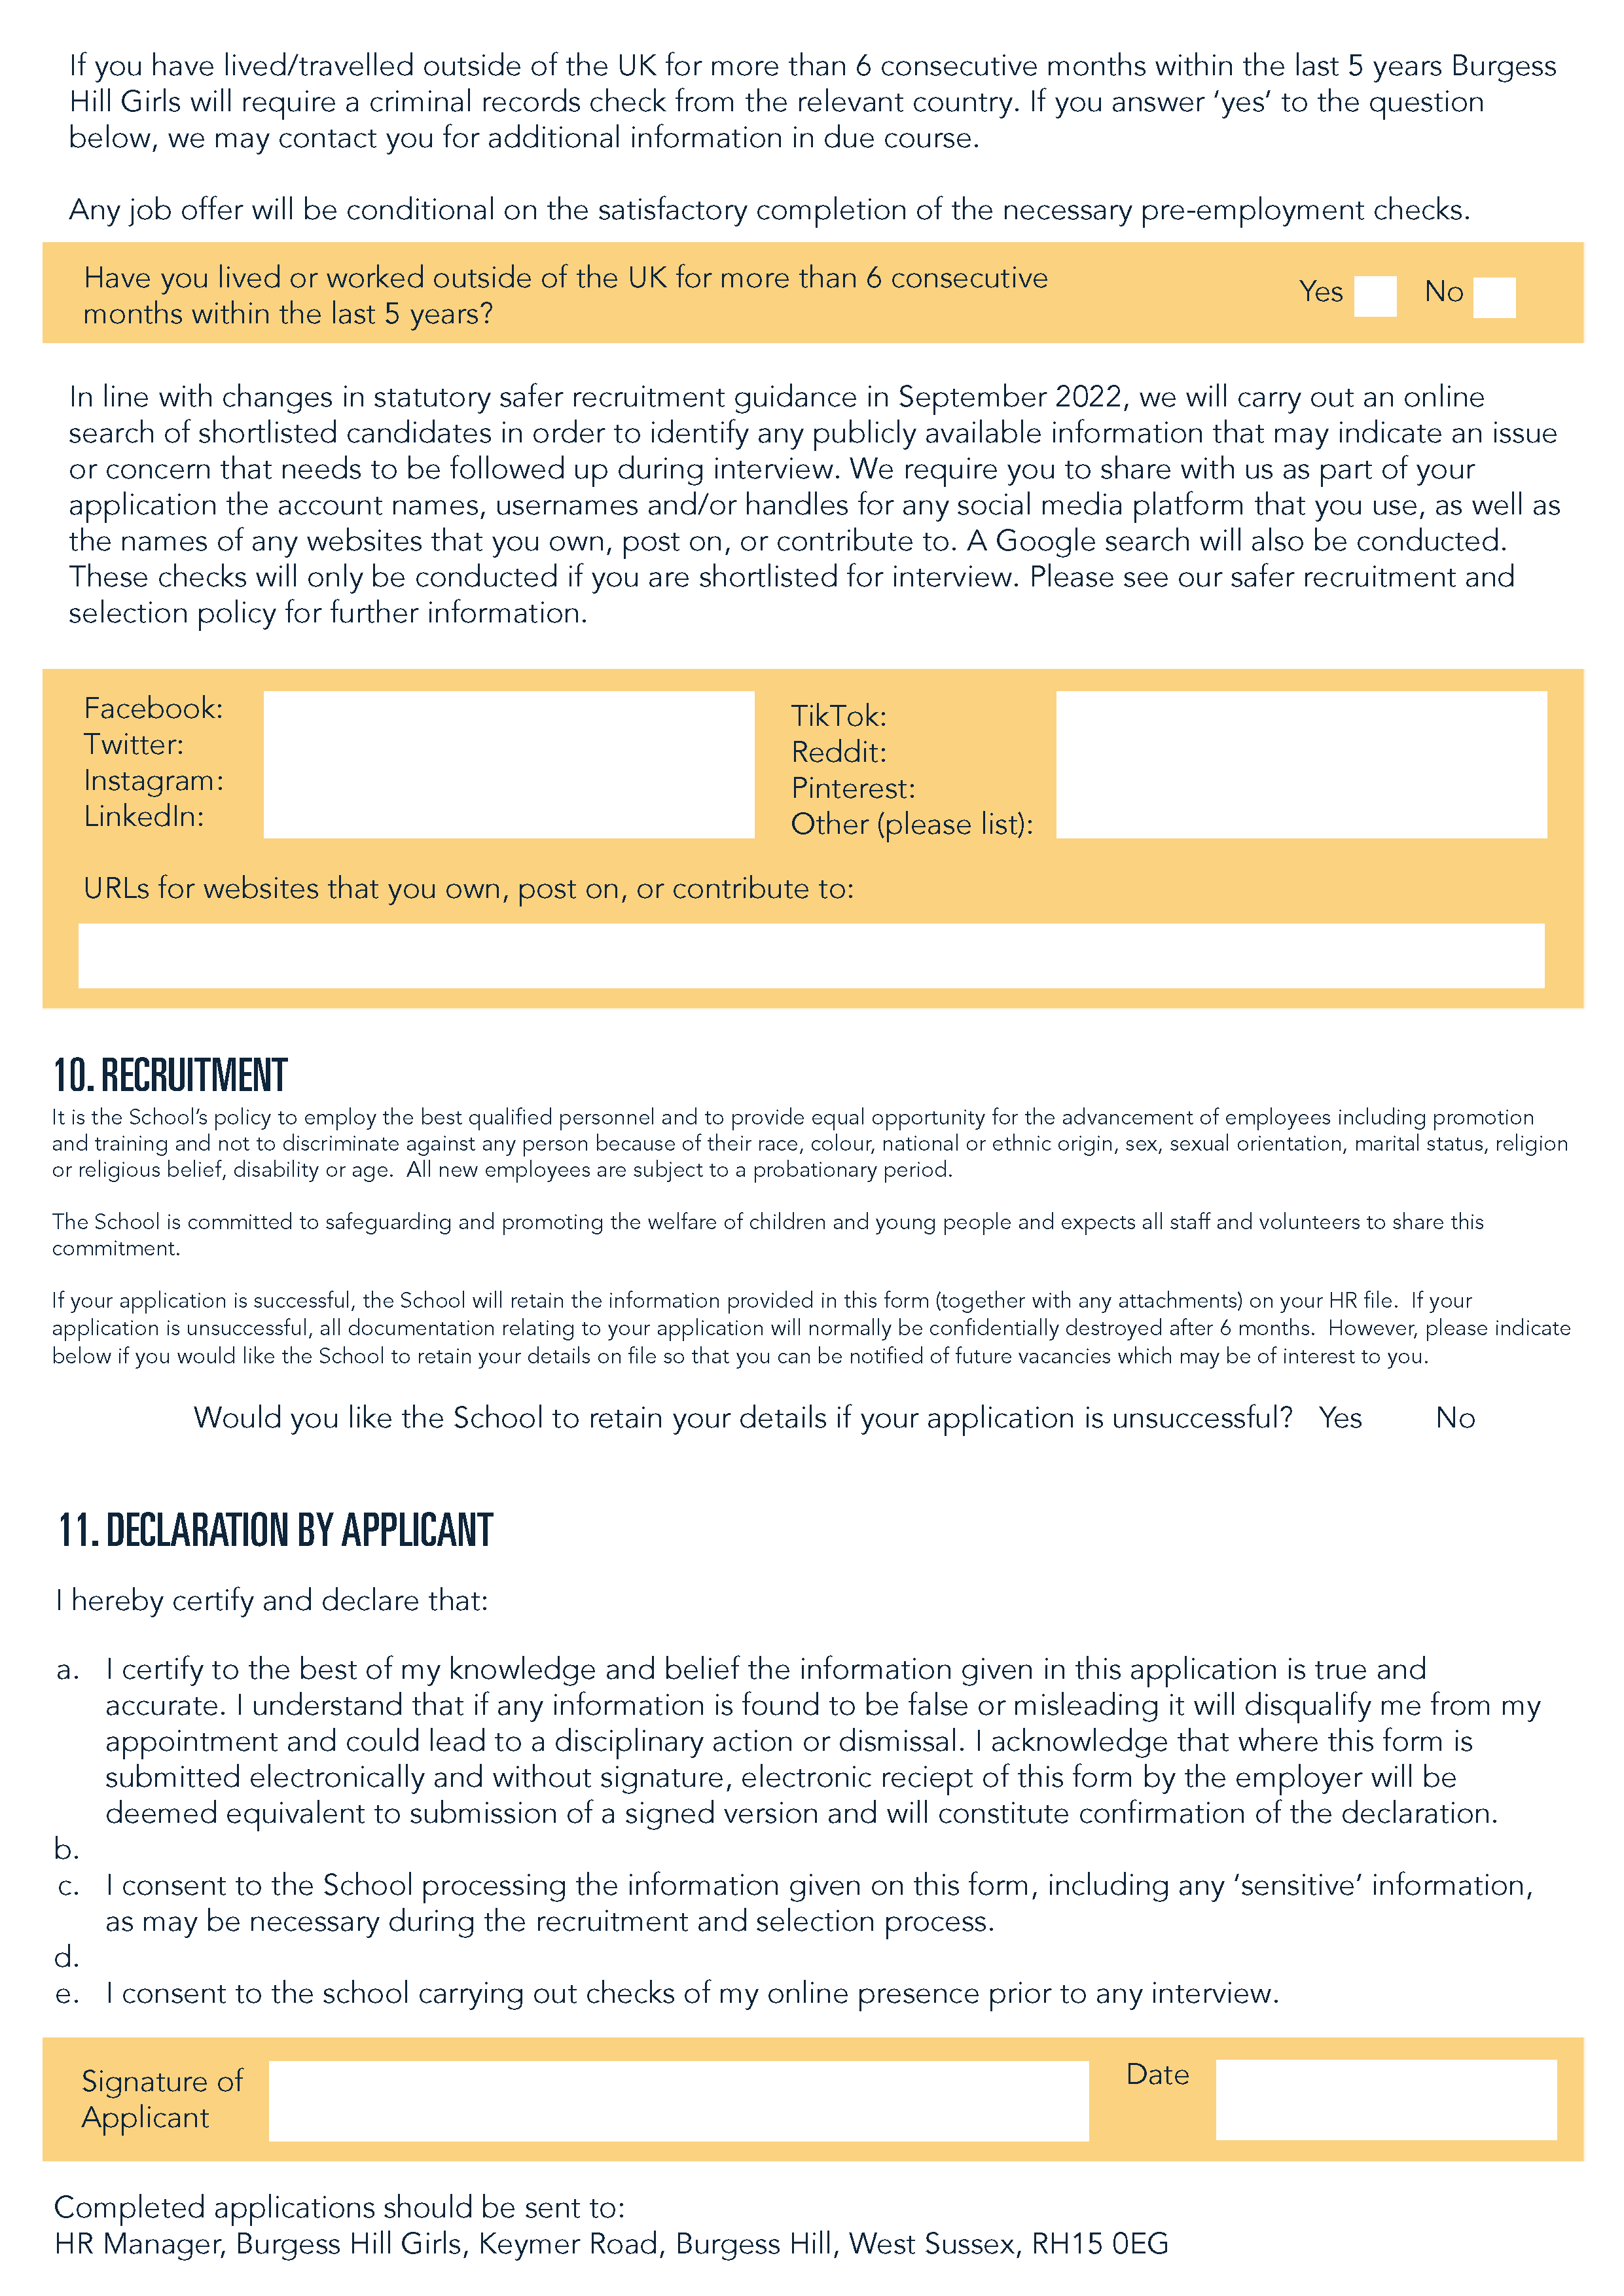 If you have lived/travelled outside of the UK for more than 6 consecutive months within the last 5 years Burgess
Hill Girls will require a criminal records check from the relevant country. If you answer ‘yes’ to the question
below, we may contact you for additional information in due course.
Any job offer will be conditional on the satisfactory completion of the necessary pre-employment checks.
Have you lived or worked outside of the UK for more than 6 consecutive
months within the last 5 years?
Yes No
In line with changes in statutory safer recruitment guidance in September 2022, we will carry out an online
search of shortlisted candidates in order to identify any publicly available information that may indicate an issue
or concern that needs to be followed up during interview. We require you to share with us as part of your
application the account names, usernames and/or handles for any social media platform that you use, as well as
the names of any websites that you own, post on, or contribute to. A Google search will also be conducted.
These checks will only be conducted if you are shortlisted for interview. Please see our safer recruitment and
selection policy for further information.
Facebook:
Twitter:
Instagram:
LinkedIn:
TikTok:
Reddit:
Pinterest:
Other (please list):
URLs for websites that you own, post on, or contribute to:
10. RECRUITMENT
It is the School’s policy to employ the best qualified personnel and to provide equal opportunity for the advancement of employees including promotion
and training and not to discriminate against any person because of their race, colour, national or ethnic origin, sex, sexual orientation, marital status, religion
or religious belief, disability or age. All new employees are subject to a probationary period.
The School is committed to safeguarding and promoting the welfare of children and young people and expects all staff and volunteers to share this
commitment.
If your application is successful, the School will retain the information provided in this form (together with any attachments) on your HR file. If your
application is unsuccessful, all documentation relating to your application will normally be confidentially destroyed after 6 months. However, please indicate
below if you would like the School to retain your details on file so that you can be notified of future vacancies which may be of interest to you.
Would you like the School to retain your details if your application is unsuccessful? Yes No
11. DECLARATION BY APPLICANT
I hereby certify and declare that:
a. I certify to the best of my knowledge and belief the information given in this application is true and
accurate. I understand that if any information is found to be false or misleading it will disqualify me from my
appointment and could lead to a disciplinary action or dismissal. I acknowledge that where this form is
submitted electronically and without signature, electronic reciept of this form by the employer will be
deemed equivalent to submission of a signed version and will constitute confirmation of the declaration.
b.
c. I consent to the School processing the information given on this form, including any ‘sensitive’ information,
as may be necessary during the recruitment and selection process.
d.
e. I consent to the school carrying out checks of my online presence prior to any interview.
Signature of
Applicant
Date
Completed applications should be sent to:
HR Manager, Burgess Hill Girls, Keymer Road, Burgess Hill, West Sussex, RH15 0EG